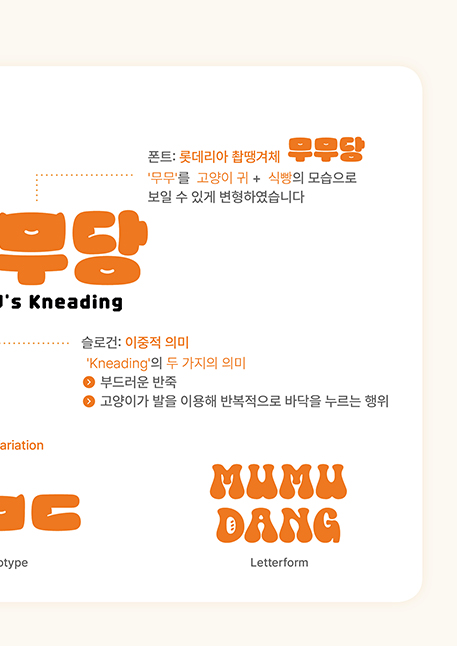 폰트: 롯데리아 촵땡겨체 무무당
'무무'를 고양이 귀 + 식빵의 모습으로
보일 수 있게 변형하였습니다
무당
's Kneading
슬로건: 이중적 의미
'Kneading'의 두 가지의 의미
부드러운 반죽
고양이가 발을 이용해 반복적으로 바닥을 누르는 행위
ariation
MUMU
DANG
otype
Letterform